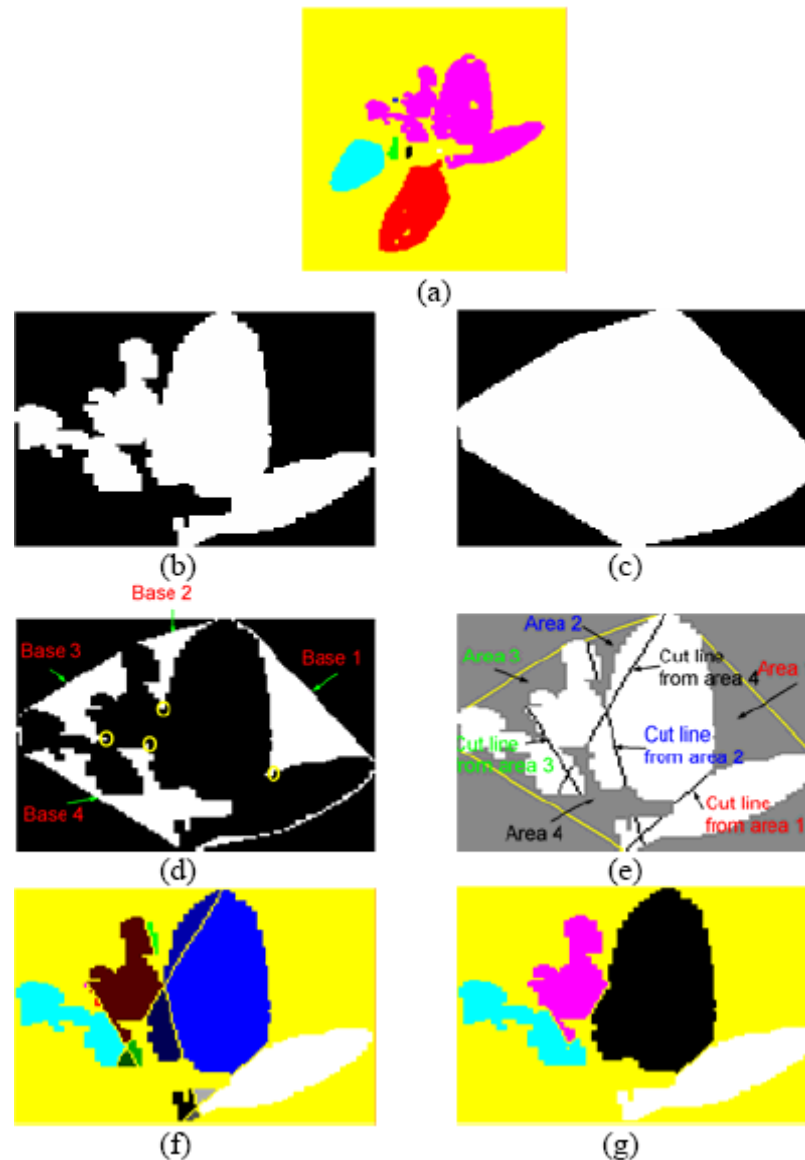 (a)
(b)
(c)
Base 2
Base 3
Base 1
Base 4
(d)
Area 2
Area 3
Cut line
from area 4
Area
Cut line
from area 3
Cut line
from area 2
Area 4
Cut line
from area 1
(e)
(f)
(g)